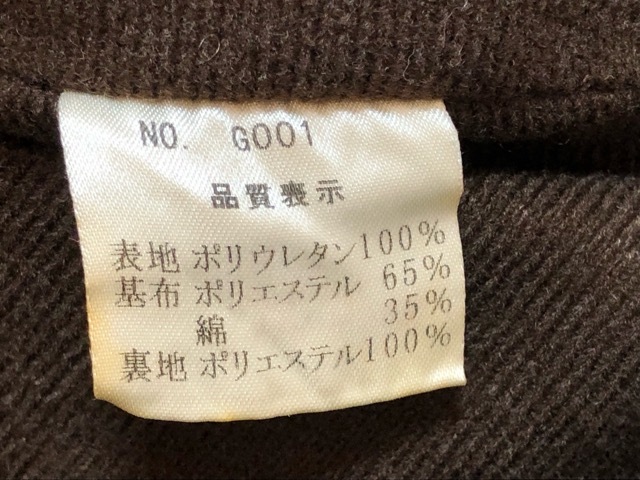 NO. G001
品質表示
表地 ポリウレタン100%
基布 ポリエステル 65%
綿 35%
裏地 ポリエステル100%